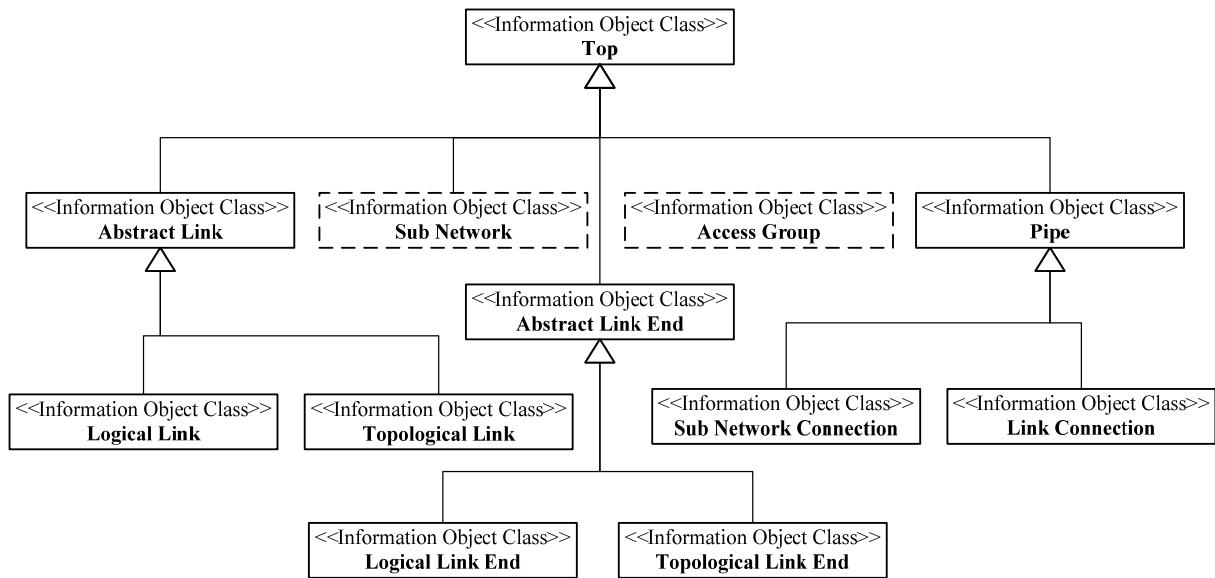 <<Information Object Class>>
Top
<<Information Object Class>>
Abstract Link
<<Information Object Class>>
Sub Network
<<Information Object Class>>
Access Group
<<Information Object Class>>
Pipe
<<Information Object Class>>
Abstract Link End
<<Information Object Class>>
Logical Link
<<Information Object Class>>
Topological Link
<<Information Object Class>>
Sub Network Connection
<<Information Object Class>>
Link Connection
<<Information Object Class>>
Logical Link End
<<Information Object Class>>
Topological Link End